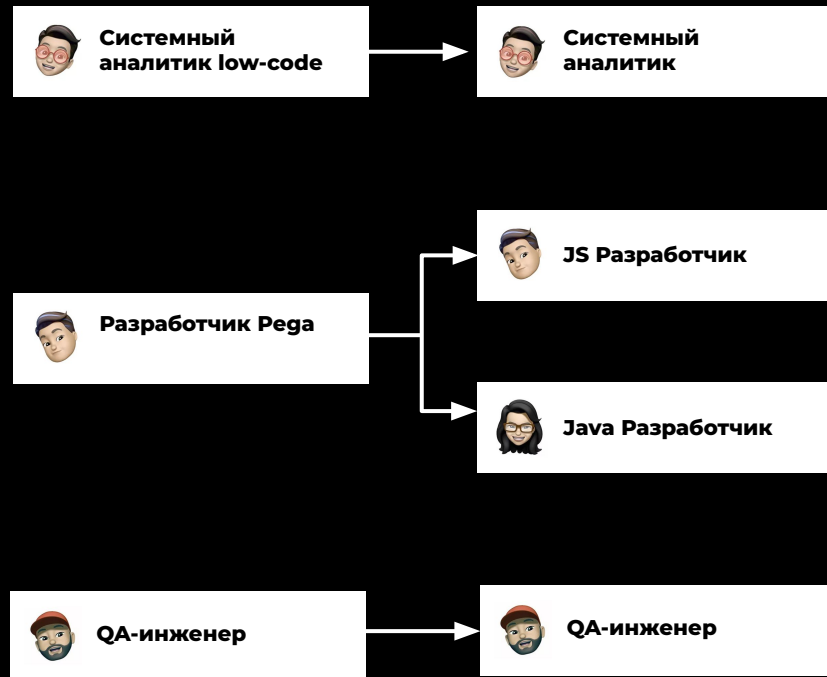 Системный
аналитик low-code
Системный
аналитик
JS Разработчик
Разработчик Pega
Java Разработчик
QA-инженер
QA-инженер